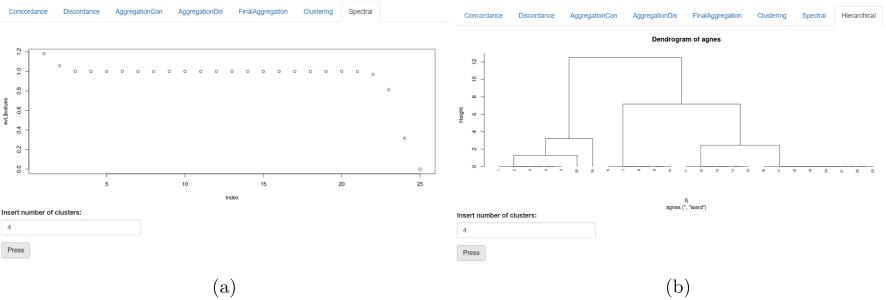 Concordance Discordance AggregationCon AggregationDis FinalAggregation Clustering Spectral
evL$values
0.0 0.2 0.4 0.6 0.8 1.0 1.2
5 10 15 20 25
Index
Insert number of clusters:
4
Press
(a)
Concordance Discordance AggregationCon AggregationDis FinalAggregation Clustering Spectral Hierarchical
Dendrogram of agnes
Height
0 2 4 6 8 10 12
S
agnes (*, "ward")
Insert number of clusters:
4
Press
(b)